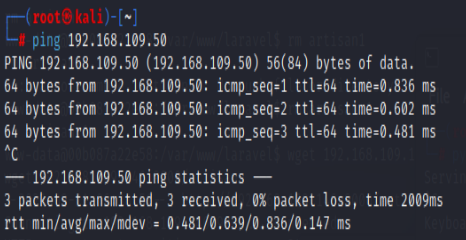 ┌──(root㉿kali)-[~]
└─# ping 192.168.109.50
PING 192.168.109.50 (192.168.109.50) 56(84) bytes of data.
64 bytes from 192.168.109.50: icmp_seq=1 ttl=64 time=0.836 ms
64 bytes from 192.168.109.50: icmp_seq=2 ttl=64 time=0.602 ms
64 bytes from 192.168.109.50: icmp_seq=3 ttl=64 time=0.481 ms
^C
--- 192.168.109.50 ping statistics ---
3 packets transmitted, 3 received, 0% packet loss, time 2009ms
rtt min/avg/max/mdev = 0.481/0.639/0.836/0.147 ms